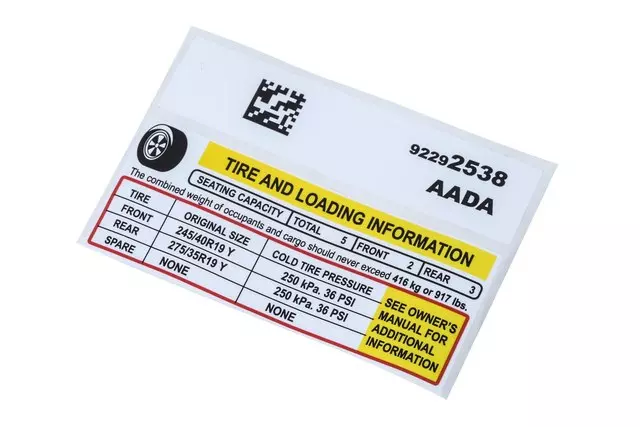 92292538
AADA
TIRE AND LOADING INFORMATION
SEATING CAPACITY TOTAL 5 FRONT 2 REAR 3
The combined weight of occupants and cargo should never exceed 416 kg or 917 lbs.
TIRE ORIGINAL SIZE COLD TIRE PRESSURE
FRONT 245/40R19 Y 250 kPa. 36 PSI
REAR 275/35R19 Y 250 kPa. 36 PSI
SPARE NONE NONE
SEE OWNER'S
MANUAL FOR
ADDITIONAL
INFORMATION